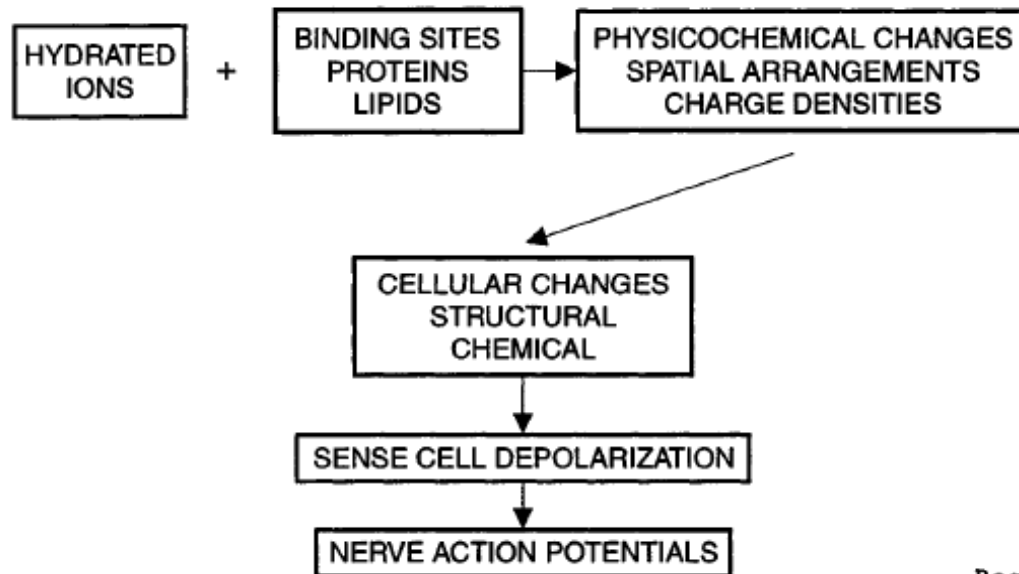 HYDRATED
IONS
+
BINDING SITES
PROTEINS
LIPIDS
PHYSICOCHEMICAL CHANGES
SPATIAL ARRANGEMENTS
CHARGE DENSITIES
CELLULAR CHANGES
STRUCTURAL
CHEMICAL
SENSE CELL DEPOLARIZATION
NERVE ACTION POTENTIALS